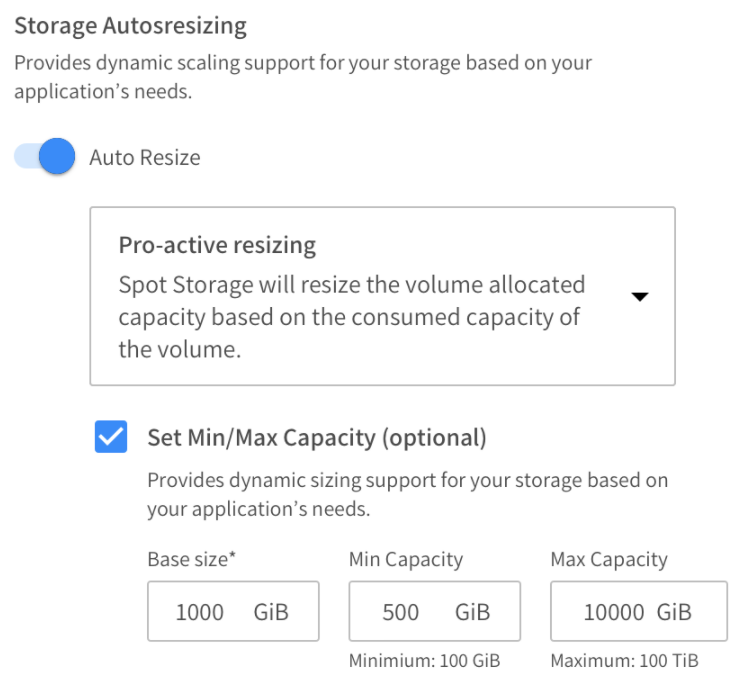 Storage Autosresizing
Provides dynamic scaling support for your storage based on your
application's needs.
Auto Resize
Pro-active resizing
Spot Storage will resize the volume allocated
capacity based on the consumed capacity of
the volume.
Set Min/Max Capacity (optional)
Provides dynamic sizing support for your storage based on
your application's needs.
Base size* Min Capacity Max Capacity
1000 GiB 500 GiB 10000 GiB
Minimium: 100 GiB Maximum: 100 TiB